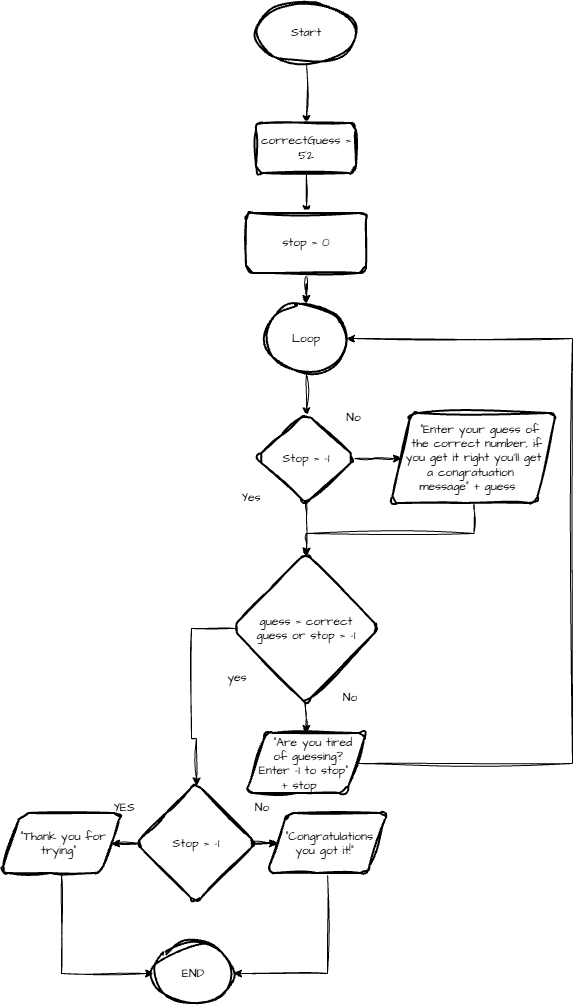 Start
correctGuess =
52
stop = 0
Loop
No
Stop = -1
"Enter your guess of
the correct number, if
you get it right you'll get
a congratuation
message" + guess
Yes
guess = correct
guess or stop = -1
yes
No
"Are you tired
of guessing?
Enter -1 to stop"
+ stop
YES
No
"Thank you for
trying"
Stop = -1
"Congratulations
you got it!"
END